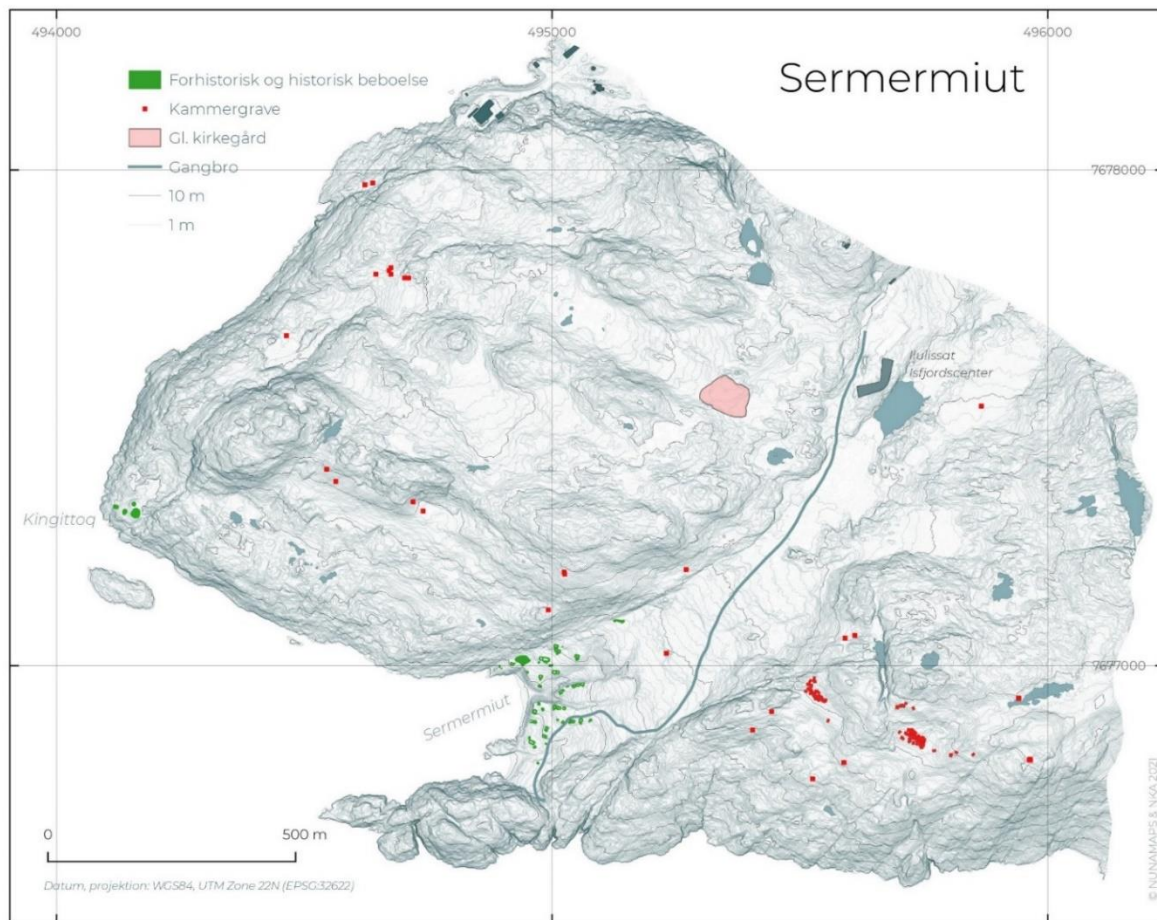 494000
495000
496000
Sermermiut
Forhistorisk og historisk beboelse
Kammergrave
Gl. kirkegård
Gangbro
10 m
1 m
7678000
Ilulissat
Isfjordscenter
Kingittoq
7677000
Sermermiut
0
500 m
Datum, projektion: WGS84, UTM Zone 22N (EPSG:32622)
© NUNAMAPS & NKA 2021